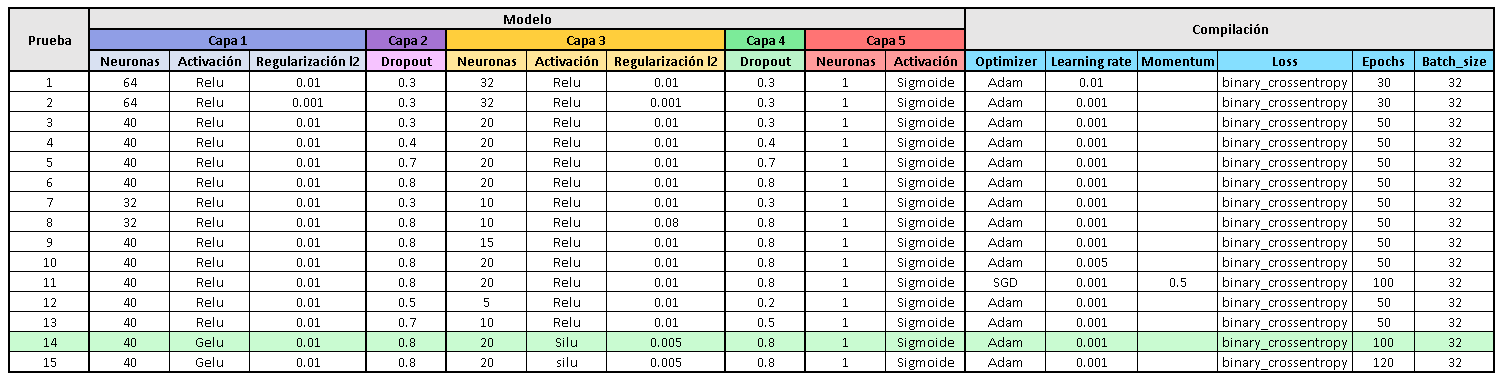 Modelo
Prueba Compilación
Capa 1 Capa 2 Capa 3 Capa 4 Capa 5
Neuronas Activación Regularización l2 Dropout Neuronas Activación Regularización l2 Dropout Neuronas Activación Optimizer Learning rate Momentum Loss Epochs Batch_size
1 64 Relu 0.01 0.3 32 Relu 0.01 0.3 1 Sigmoide Adam 0.01 binary_crossentropy 30 32
2 64 Relu 0.001 0.3 32 Relu 0.001 0.3 1 Sigmoide Adam 0.001 binary_crossentropy 30 32
3 40 Relu 0.01 0.3 20 Relu 0.01 0.3 1 Sigmoide Adam 0.001 binary_crossentropy 50 32
4 40 Relu 0.01 0.4 20 Relu 0.01 0.4 1 Sigmoide Adam 0.001 binary_crossentropy 50 32
5 40 Relu 0.01 0.7 20 Relu 0.01 0.7 1 Sigmoide Adam 0.001 binary_crossentropy 50 32
6 40 Relu 0.01 0.8 20 Relu 0.01 0.8 1 Sigmoide Adam 0.001 binary_crossentropy 50 32
7 32 Relu 0.01 0.3 10 Relu 0.01 0.3 1 Sigmoide Adam 0.001 binary_crossentropy 50 32
8 32 Relu 0.01 0.8 10 Relu 0.08 0.8 1 Sigmoide Adam 0.001 binary_crossentropy 50 32
9 40 Relu 0.01 0.8 15 Relu 0.01 0.8 1 Sigmoide Adam 0.001 binary_crossentropy 50 32
10 40 Relu 0.01 0.8 20 Relu 0.01 0.8 1 Sigmoide Adam 0.005 binary_crossentropy 50 32
11 40 Relu 0.01 0.8 20 Relu 0.01 0.8 1 Sigmoide SGD 0.001 0.5 binary_crossentropy 100 32
12 40 Relu 0.01 0.5 5 Relu 0.01 0.2 1 Sigmoide Adam 0.001 binary_crossentropy 50 32
13 40 Relu 0.01 0.7 10 Relu 0.01 0.5 1 Sigmoide Adam 0.001 binary_crossentropy 50 32
14 40 Gelu 0.01 0.8 20 Silu 0.005 0.8 1 Sigmoide Adam 0.001 binary_crossentropy 100 32
15 40 Gelu 0.01 0.8 20 silu 0.005 0.8 1 Sigmoide Adam 0.001 binary_crossentropy 120 32